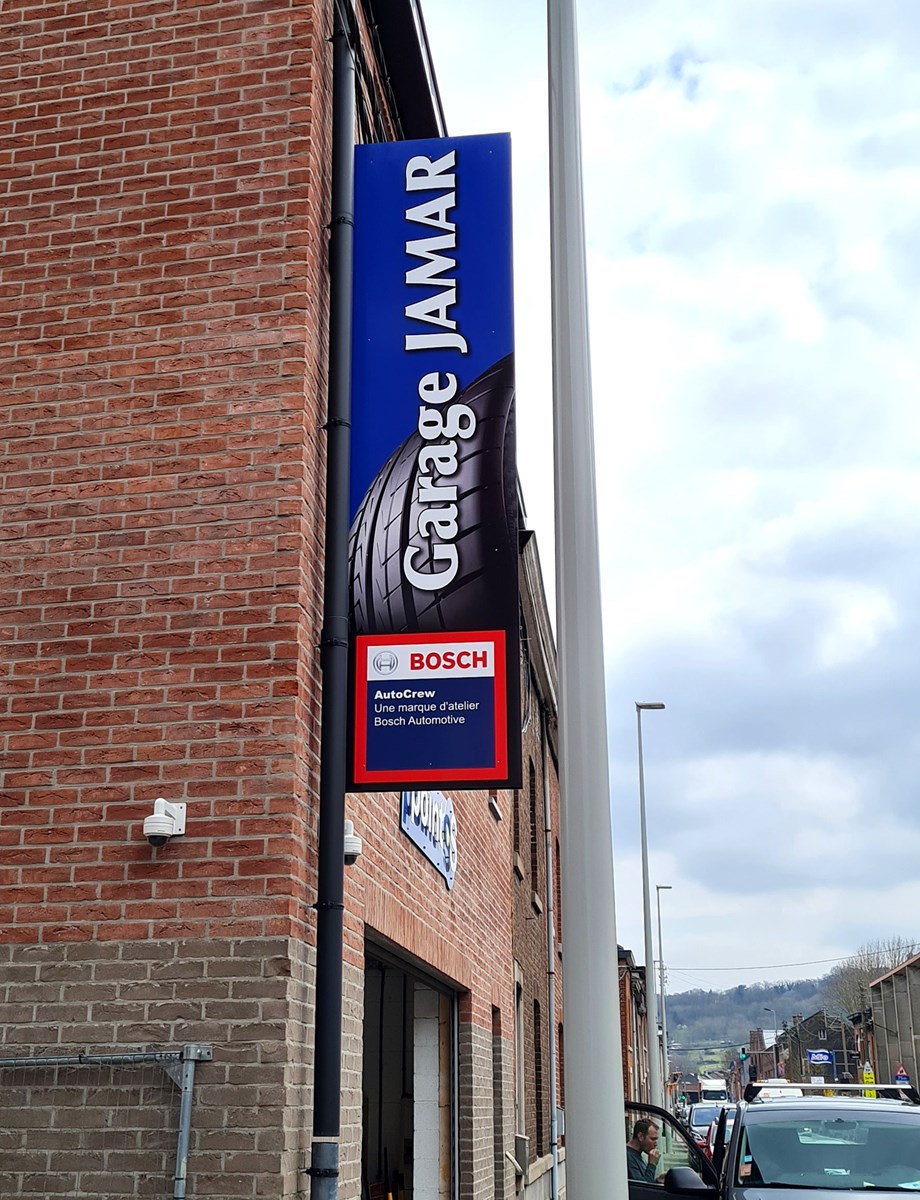 Garage JAMAR
BOSCH
AutoCrew
Une marque d'atelier
Bosch Automotive